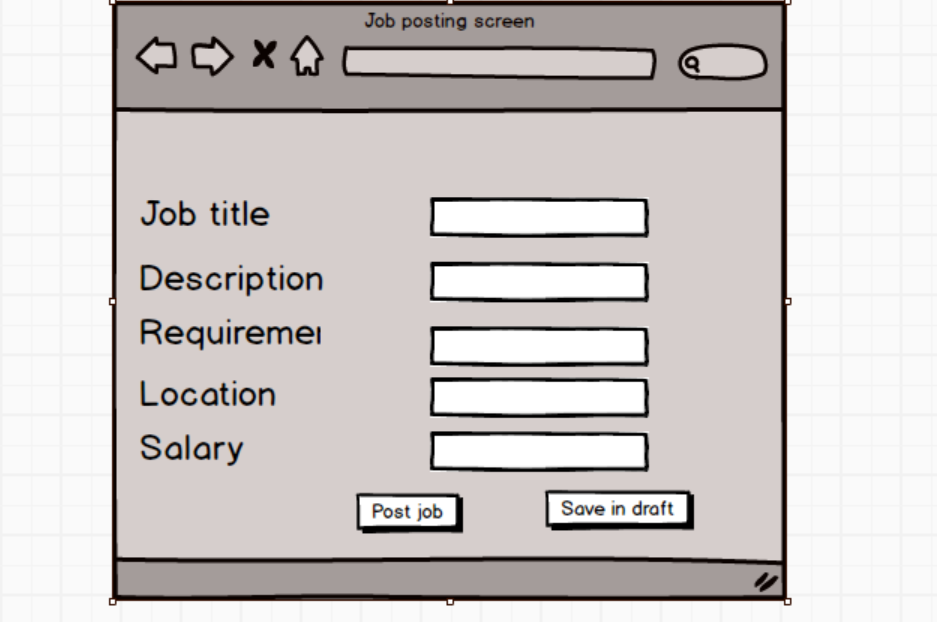 Job posting screen
Job title
Description
Requiremer
Location
Salary
Post job
Save in draft